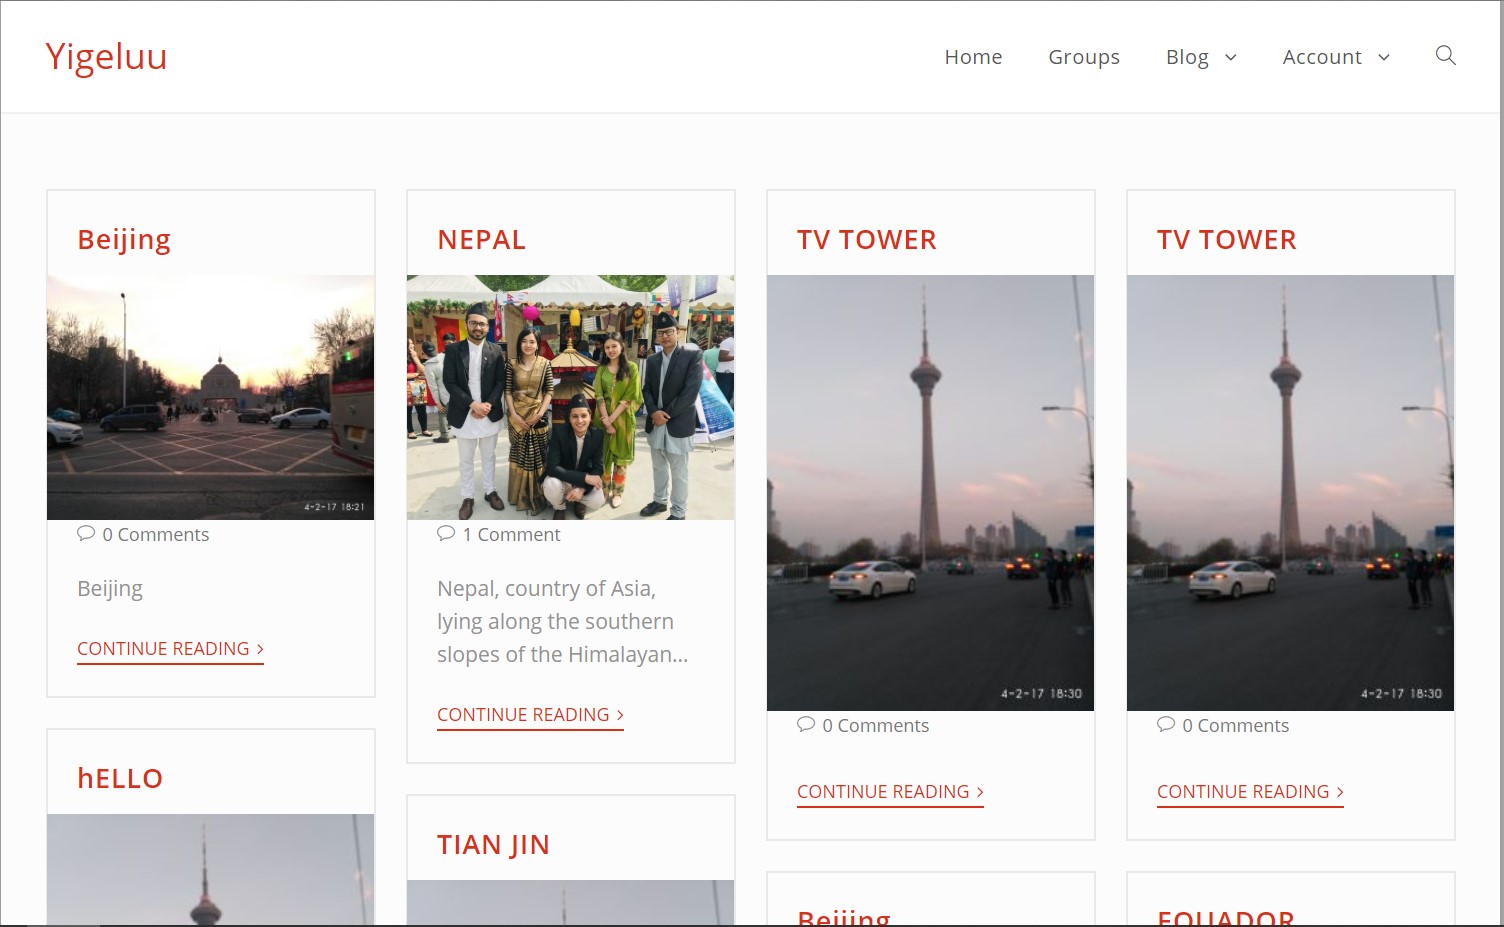 Yigeluu
Home Groups Blog Account
Beijing
4-2-17 18:21
0 Comments
Beijing
CONTINUE READING >
hELLO
NEPAL
1 Comment
Nepal, country of Asia,
lying along the southern
slopes of the Himalayan...
CONTINUE READING >
TIAN JIN
TV TOWER
4-2-17 18:30
0 Comments
CONTINUE READING >
Beijing
TV TOWER
4-2-17 18:30
0 Comments
CONTINUE READING >
EQUADOR